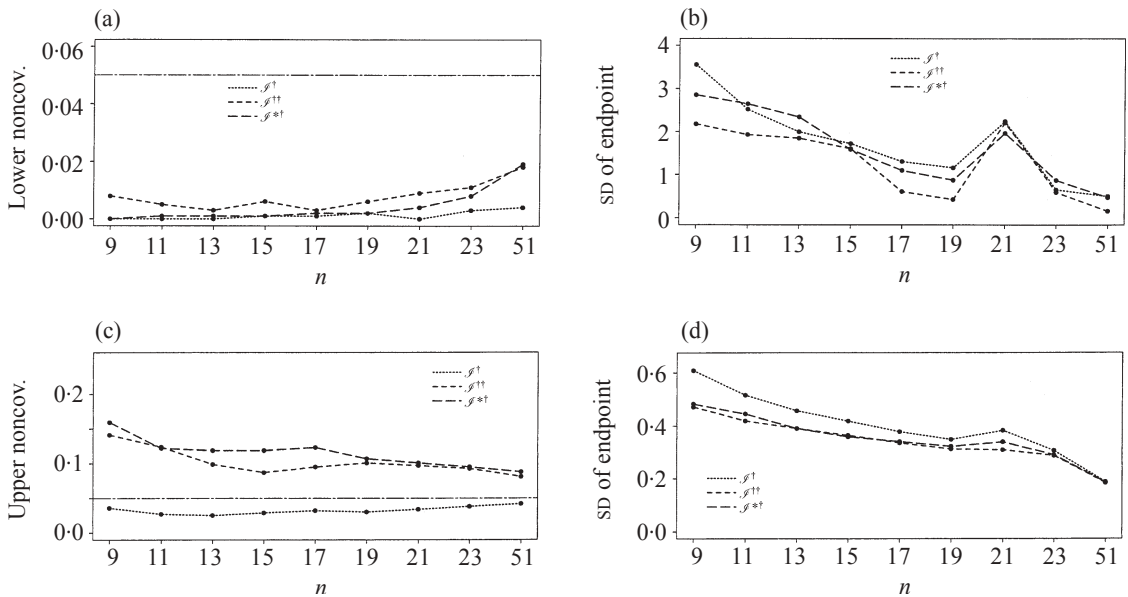 (a)
Lower noncov.
0·06
0·04
0·02
0·00
𝒥†
𝒥††
𝒥*†
9 11 13 15 17 19 21 23 51
n
(b)
SD of endpoint
4
3
2
1
0
𝒥†
𝒥††
𝒥*†
9 11 13 15 17 19 21 23 51
n
(c)
Upper noncov.
0·2
0·1
0·0
𝒥†
𝒥††
𝒥*†
9 11 13 15 17 19 21 23 51
n
(d)
SD of endpoint
0·6
0·4
0·2
0·0
𝒥†
𝒥††
𝒥*†
9 11 13 15 17 19 21 23 51
n